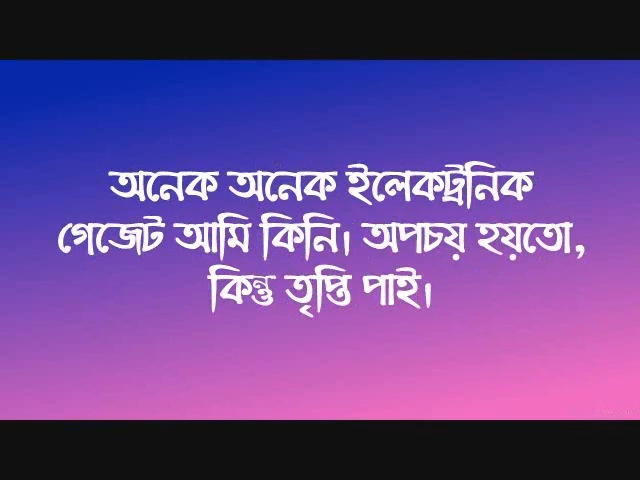 অনেক অনেক ইলেকট্রনিক
গেজেট আমি কিনি। অপচয় হয়তো,
কিন্তু তৃপ্তি পাই।